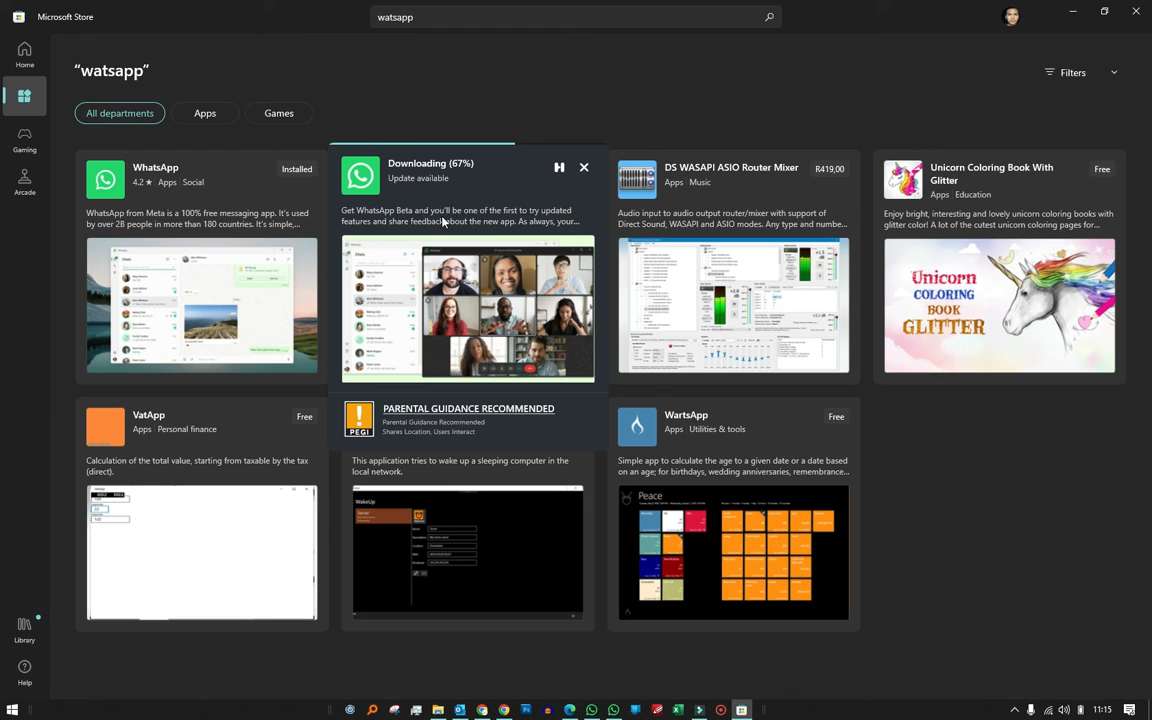 Microsoft Store
watsapp
Home
Gaming
Arcade
Library
Help
"watsapp"
Filters
All departments
Apps
Games
WhatsApp
Installed
4.2 ★ Apps Social
WhatsApp from Meta is a 100% free messaging app. It's used
by over 2B people in more than 180 countries. It's simple,...
Downloading (67%)
Update available
Get WhatsApp Beta and you'll be one of the first to try updated
features and share feedback about the new app. As always, your...
PARENTAL GUIDANCE RECOMMENDED
Parental Guidance Recommended
Shares Location, Users Interact
PEGI
DS WASAPI ASIO Router Mixer
R419,00
Apps Music
Audio input to audio output router/mixer with support of
Direct Sound, WASAPI and ASIO modes. Any type and numbe...
Unicorn Coloring Book With
Glitter
Free
Apps Education
Enjoy bright, interesting and lovely unicorn coloring books with
glitter color! A lot of the cutest unicorn coloring pages for...
Unicorn
COLORING
BOOK
GLITTER
VatApp
Free
Apps Personal finance
Calculation of the total value, starting from taxable by the tax
(direct).
This application tries to wake up a sleeping computer in the
local network.
WakeUp
WartsApp
Free
Apps Utilities & tools
Simple app to calculate the age to a given date or a date based
on an age; for birthdays, wedding anniversaries, remembrance...
Peace
11:15